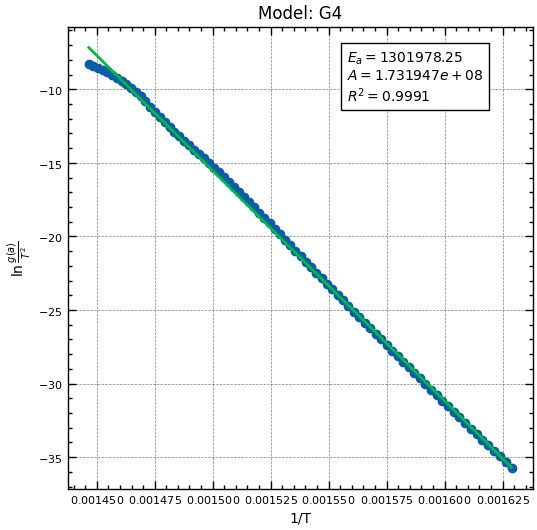 Model: G4
E_a = 1301978.25
A = 1.731947e + 08
R^2 = 0.9991
−10
−15
−20
−25
−30
−35
ln g(a)/T^2
0.001450 0.001475 0.001500 0.001525 0.001550 0.001575 0.001600 0.001625
1/T